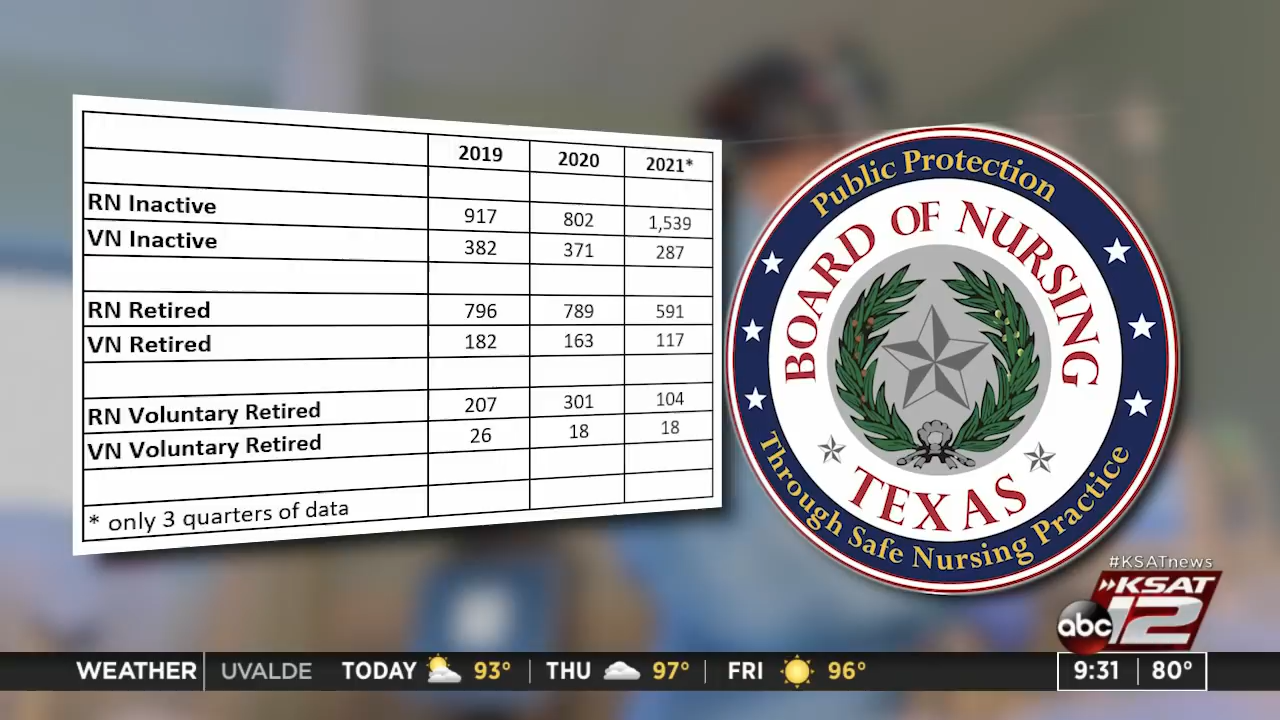 2019 2020 2021*
RN Inactive 917 802 1,539
VN Inactive 382 371 287
RN Retired 796 789 591
VN Retired 182 163 117
RN Voluntary Retired 207 301 104
VN Voluntary Retired 26 18 18
* only 3 quarters of data
Public Protection
BOARD OF NURSING
TEXAS
Through Safe Nursing Practice
#KSATnews
KSAT
abc 12
WEATHER UVALDE TODAY 93° THU 97° FRI 96° 9:31 80°